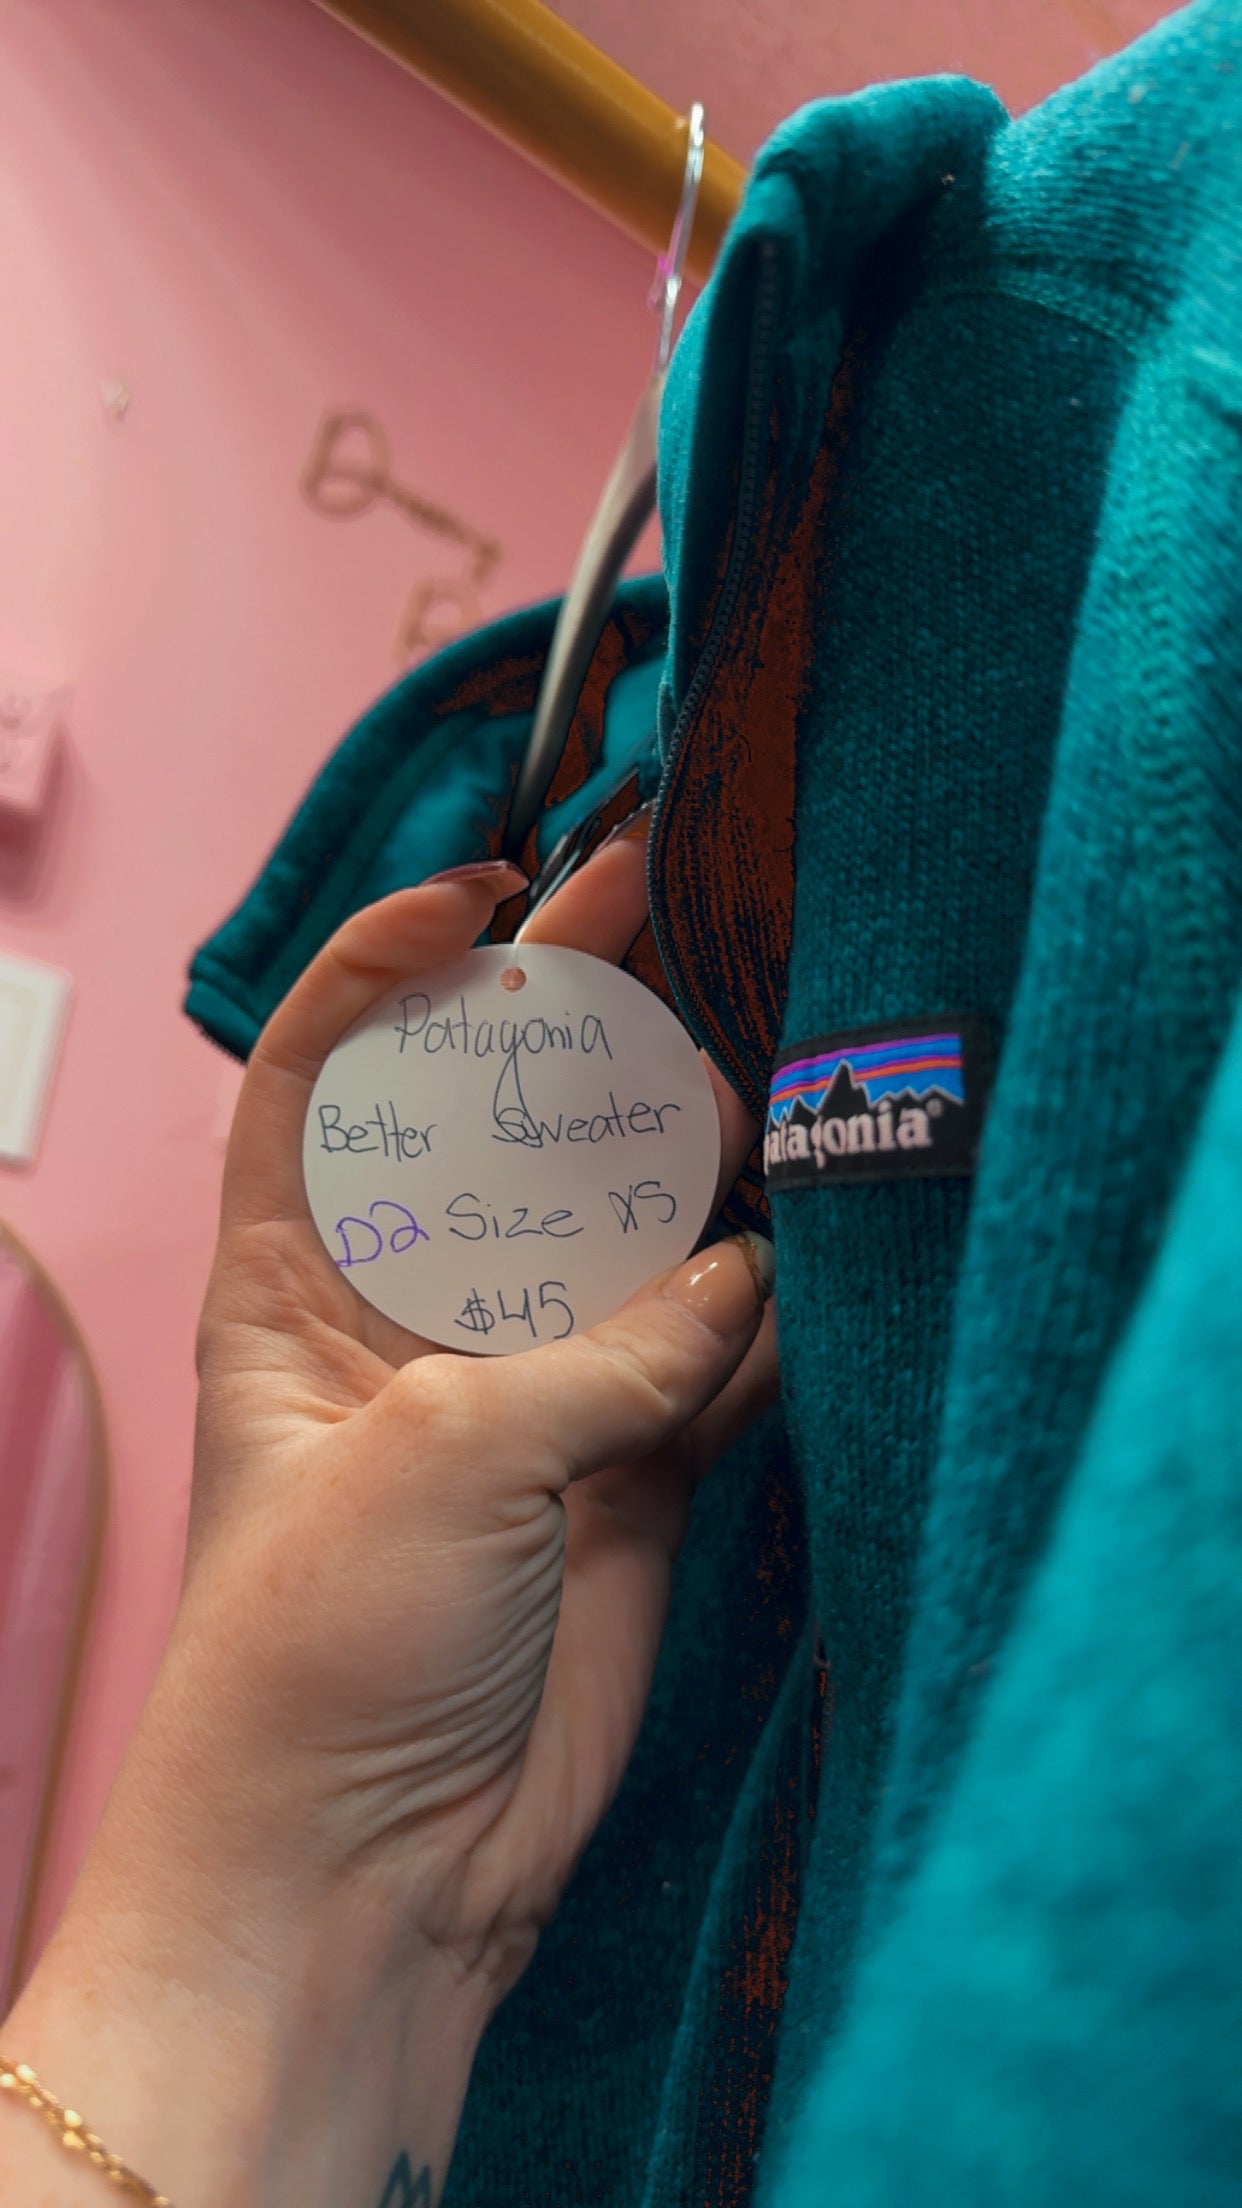 Patagonia
Better Sweater
D2 Size XS
$45
patagonia®